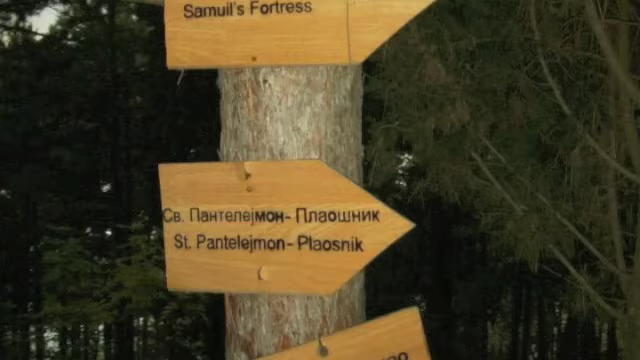 Samuil's Fortress
Св. Пантелејмон- Плаошник
St. Pantelejmon- Plaosnik